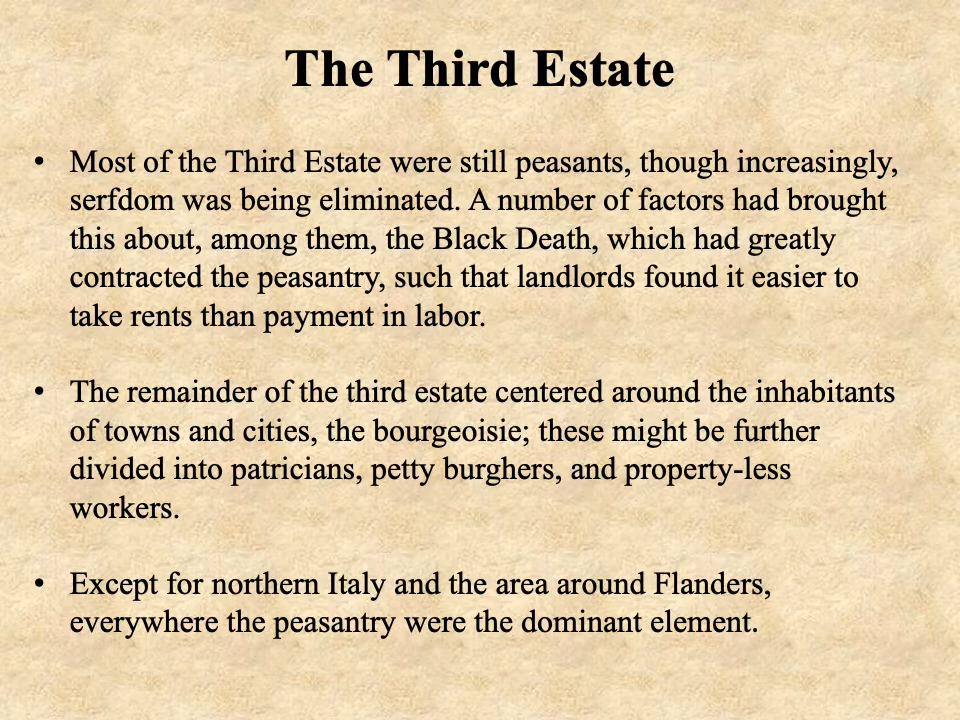 The Third Estate
• Most of the Third Estate were still peasants, though increasingly,
serfdom was being eliminated. A number of factors had brought
this about, among them, the Black Death, which had greatly
contracted the peasantry, such that landlords found it easier to
take rents than payment in labor.
• The remainder of the third estate centered around the inhabitants
of towns and cities, the bourgeoisie; these might be further
divided into patricians, petty burghers, and property-less
workers.
• Except for northern Italy and the area around Flanders,
everywhere the peasantry were the dominant element.